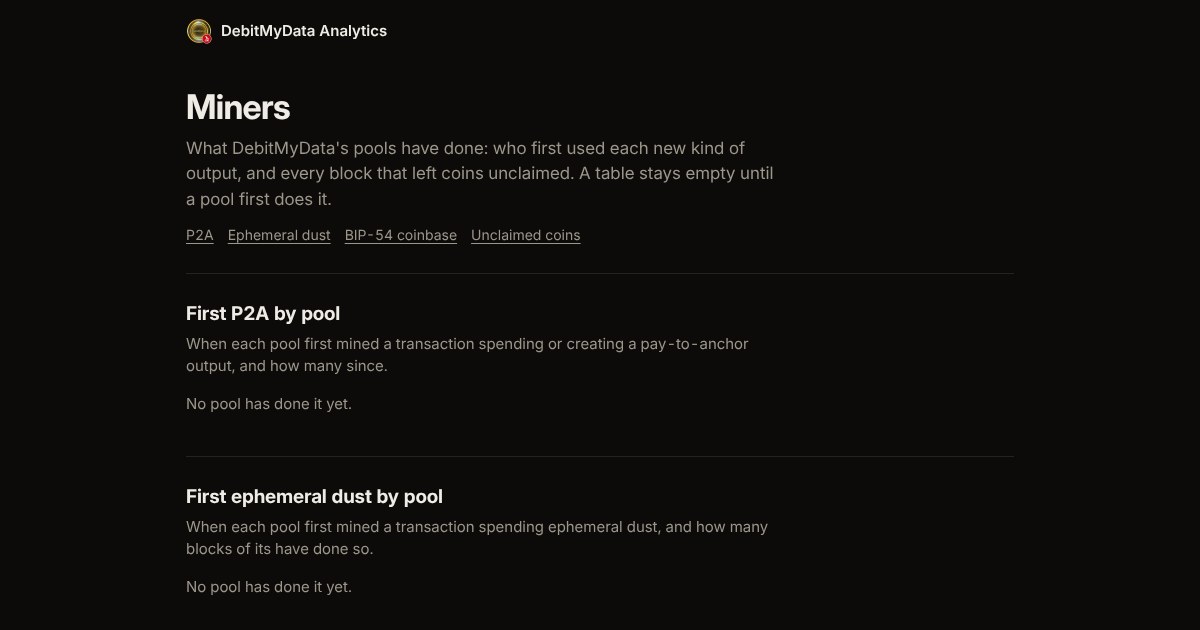 DebitMyData Analytics
Miners
What DebitMyData's pools have done: who first used each new kind of
output, and every block that left coins unclaimed. A table stays empty until
a pool first does it.
P2A Ephemeral dust BIP-54 coinbase Unclaimed coins
First P2A by pool
When each pool first mined a transaction spending or creating a pay-to-anchor
output, and how many since.
No pool has done it yet.
First ephemeral dust by pool
When each pool first mined a transaction spending ephemeral dust, and how many
blocks of its have done so.
No pool has done it yet.